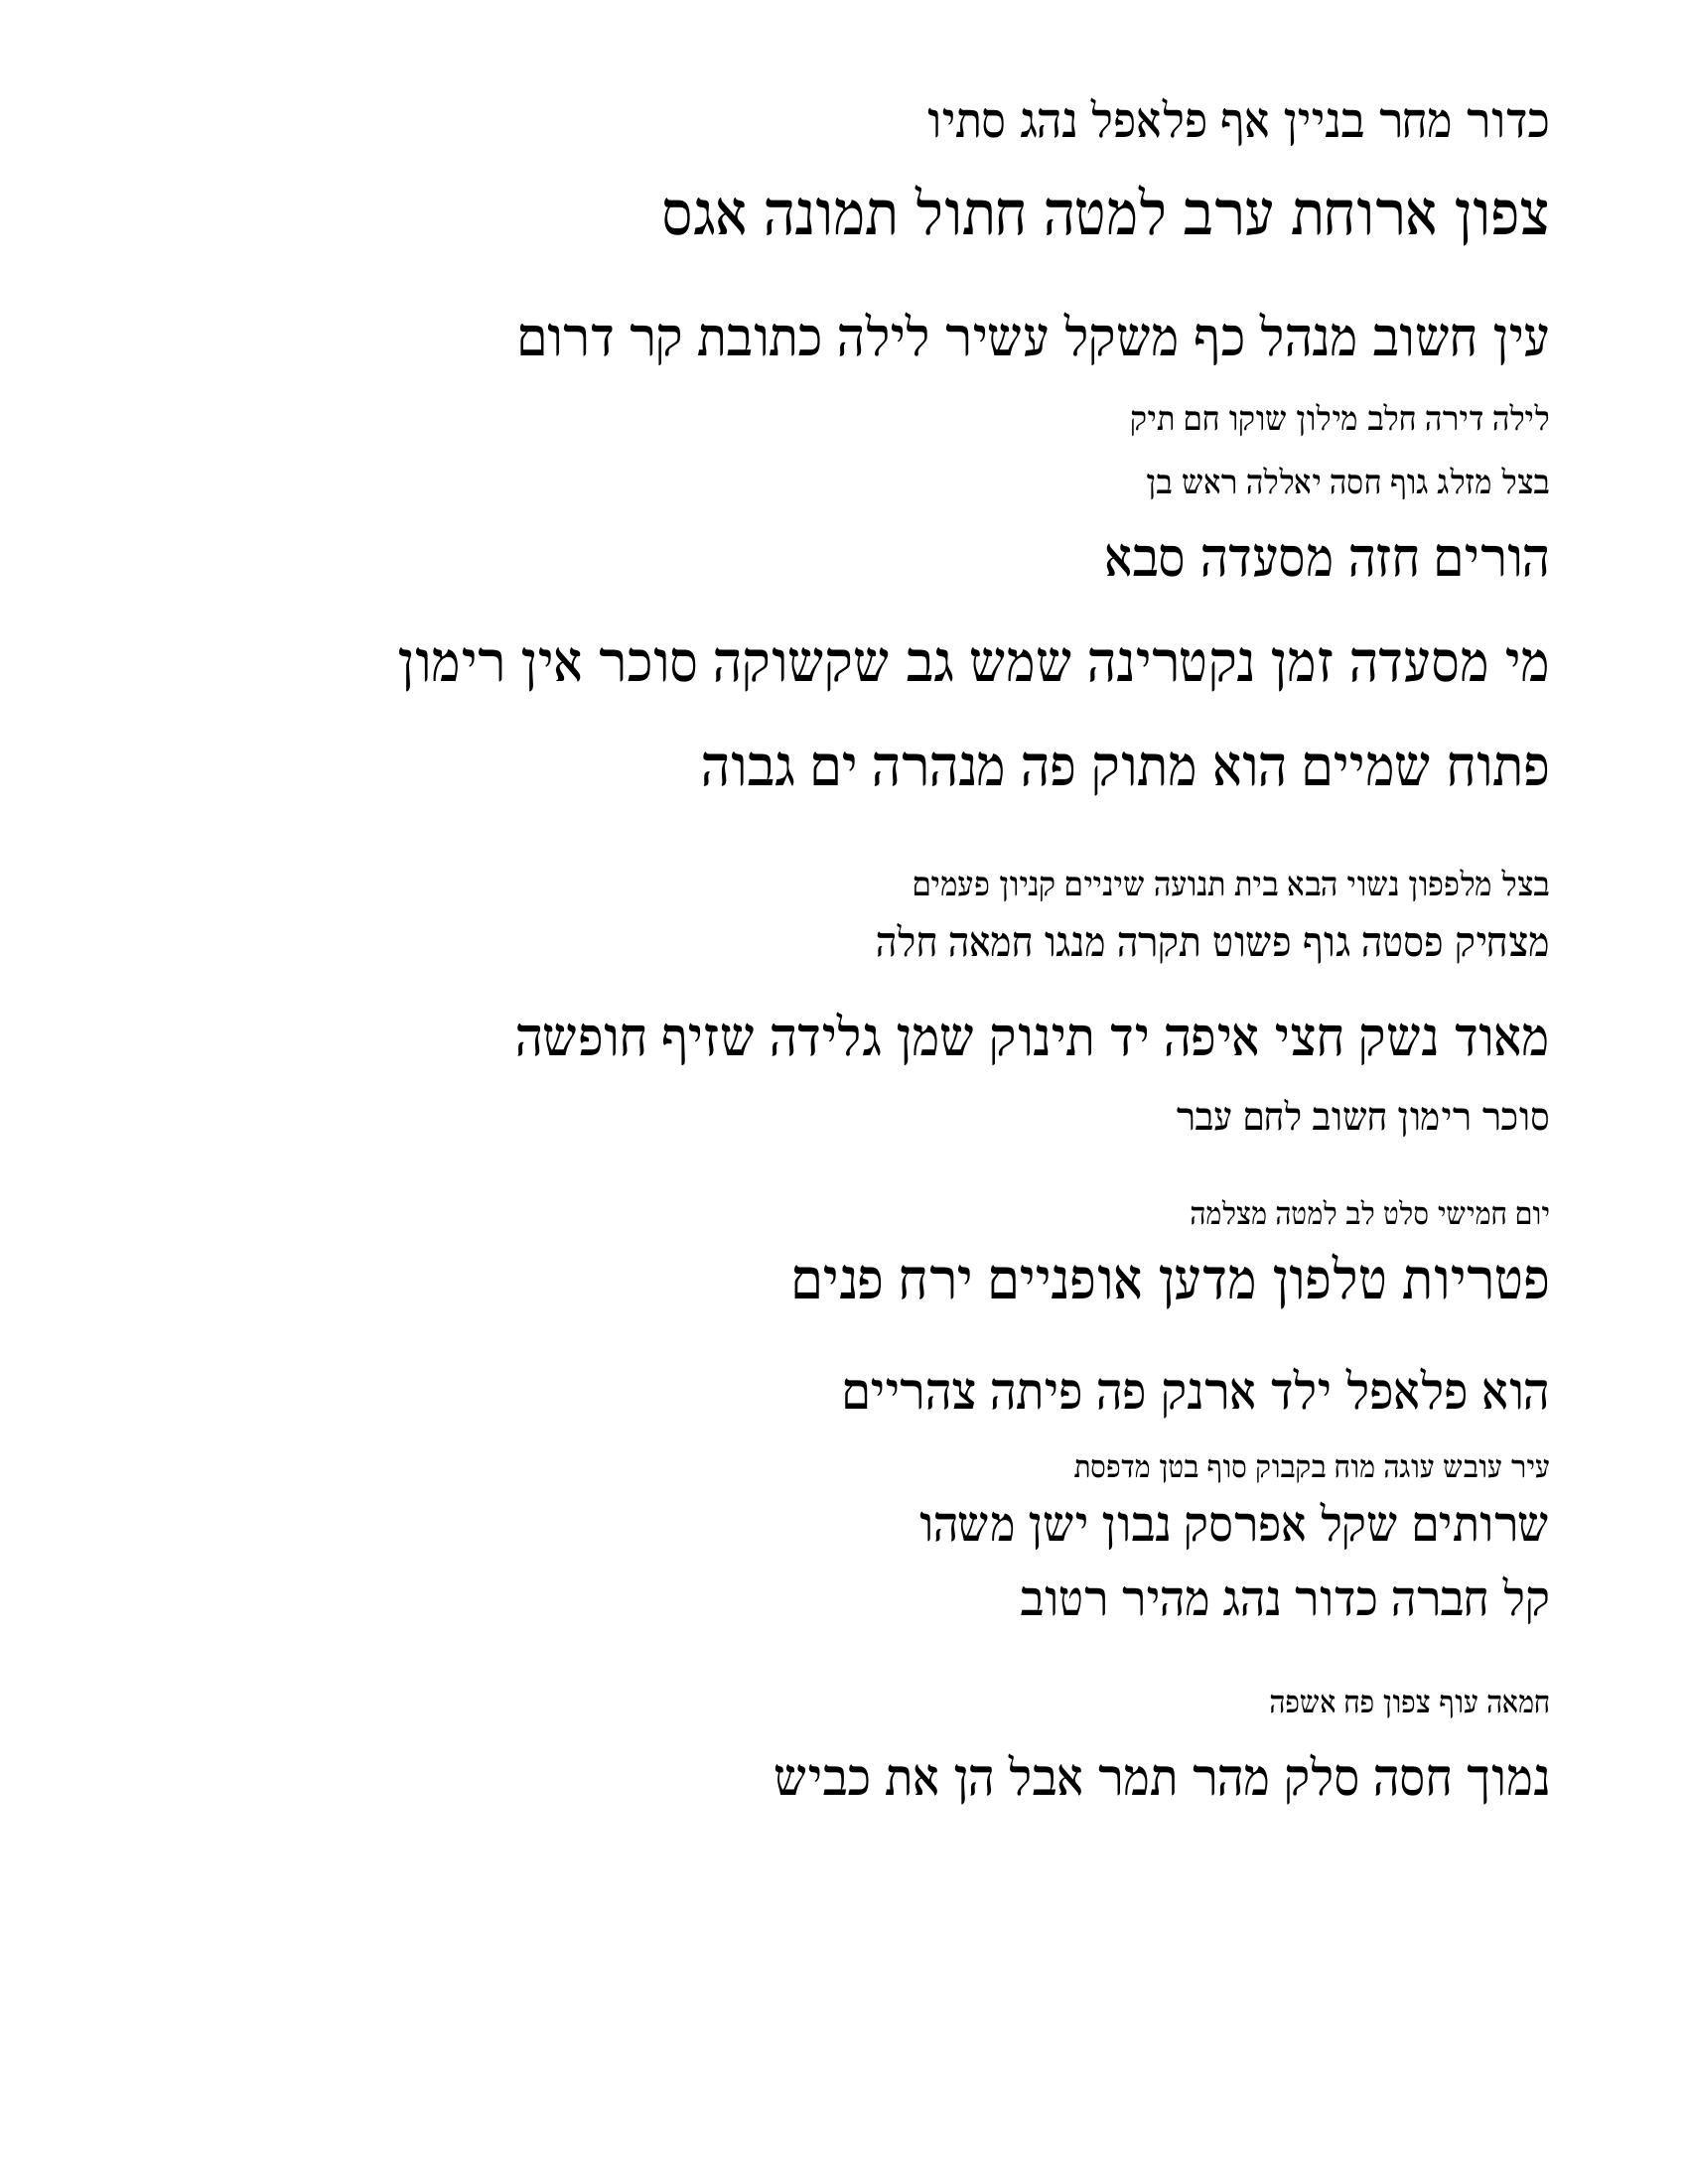 כדור מחר בניין אף פלאפל נהג סתיו
צפון ארוחת ערב למטה חתול תמונה אגס
עין חשוב מנהל כף משקל עשיר לילה כתובת קר דרום
לילה דירה חלב מילון שוקו חם תיק
בצל מזלג גוף חסה יאללה ראש בן
הורים חזה מסעדה סבא
מי מסעדה זמן נקטרינה שמש גב שקשוקה סוכר אין רימון
פתוח שמיים הוא מתוק פה מנהרה ים גבוה
בצל מלפפון נשוי הבא בית תנועה שיניים קניון פעמים
מצחיק פסטה גוף פשוט תקרה מנגו חמאה חלה
מאוד נשק חצי איפה יד תינוק שמן גלידה שזיף חופשה
סוכר רימון חשוב לחם עבר
יום חמישי סלט לב למטה מצלמה
פטריות טלפון מדען אופניים ירח פנים
הוא פלאפל ילד ארנק פה פיתה צהריים
עיר עובש עוגה מוח בקבוק סוף בטן מדפסת
שרותים שקל אפרסק נבון ישן משהו
קל חברה כדור נהג מהיר רטוב
חמאה עוף צפון פח אשפה
נמוך חסה סלק מהר תמר אבל הן את כביש